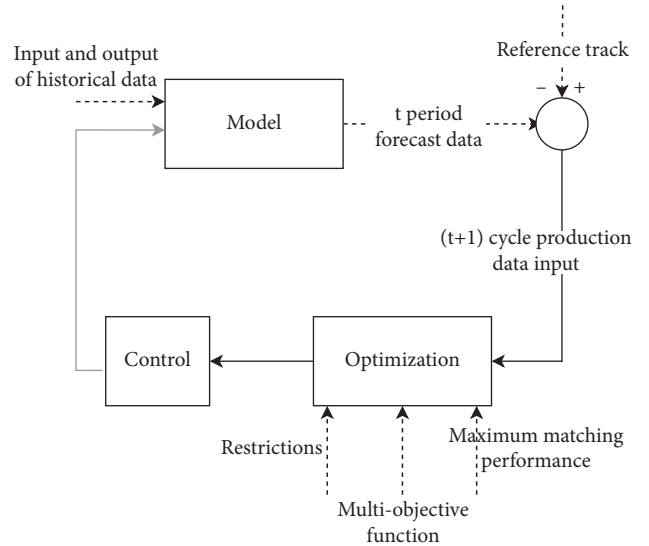 Input and output
of historical data
Reference track
− +
Model
t period
forecast data
(t+1) cycle production
data input
Control
Optimization
Restrictions
Maximum matching
performance
Multi-objective
function